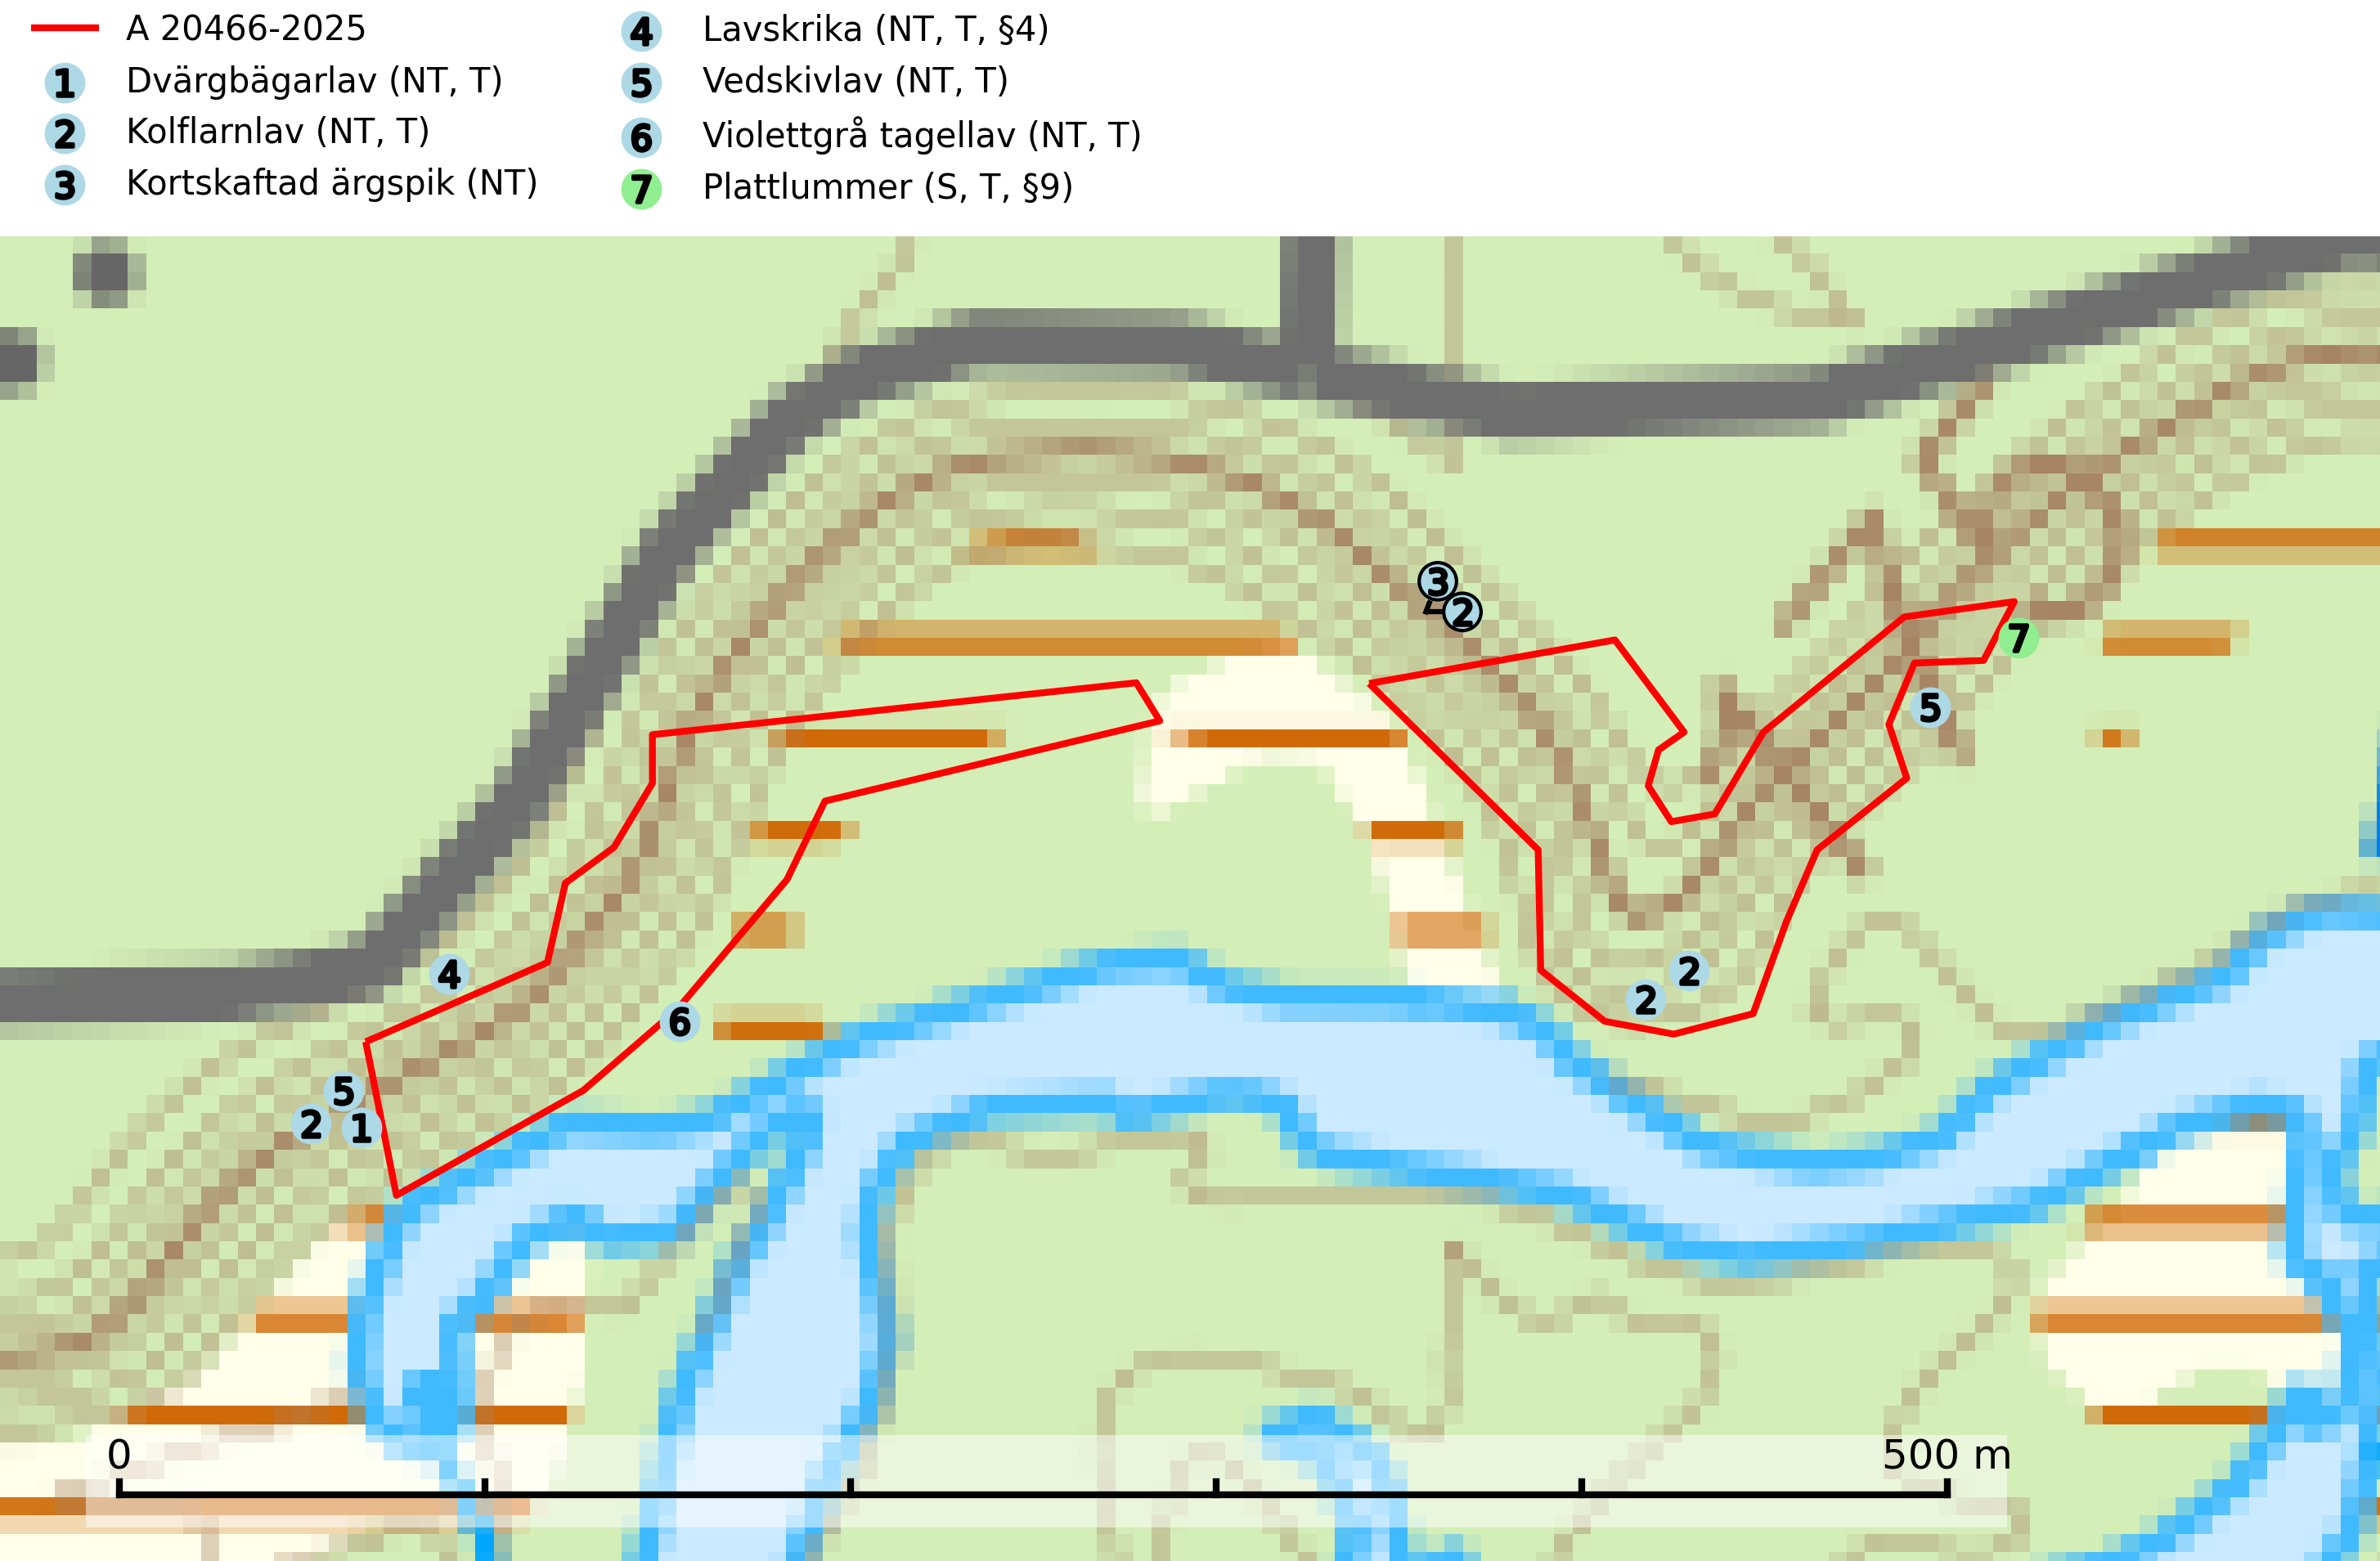 A 20466-2025
1 Dvärgbägarlav (NT, T)
2 Kolflarnlav (NT, T)
3 Kortskaftad ärgspik (NT)
4 Lavskrika (NT, T, §4)
5 Vedskivlav (NT, T)
6 Violettgrå tagellav (NT, T)
7 Plattlummer (S, T, §9)
3
2
7
5
4
2
2
6
5
2 1
0 500 m